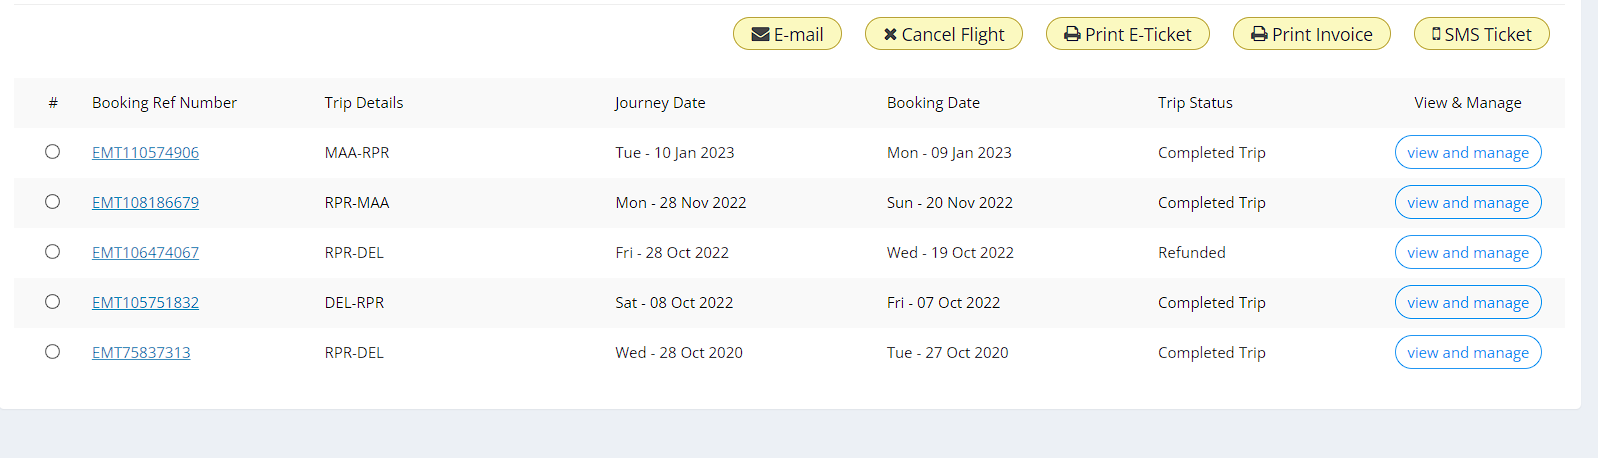 E-mail Cancel Flight Print E-Ticket Print Invoice SMS Ticket
# Booking Ref Number Trip Details Journey Date Booking Date Trip Status View & Manage
EMT110574906 MAA-RPR Tue - 10 Jan 2023 Mon - 09 Jan 2023 Completed Trip view and manage
EMT108186679 RPR-MAA Mon - 28 Nov 2022 Sun - 20 Nov 2022 Completed Trip view and manage
EMT106474067 RPR-DEL Fri - 28 Oct 2022 Wed - 19 Oct 2022 Refunded view and manage
EMT105751832 DEL-RPR Sat - 08 Oct 2022 Fri - 07 Oct 2022 Completed Trip view and manage
EMT75837313 RPR-DEL Wed - 28 Oct 2020 Tue - 27 Oct 2020 Completed Trip view and manage